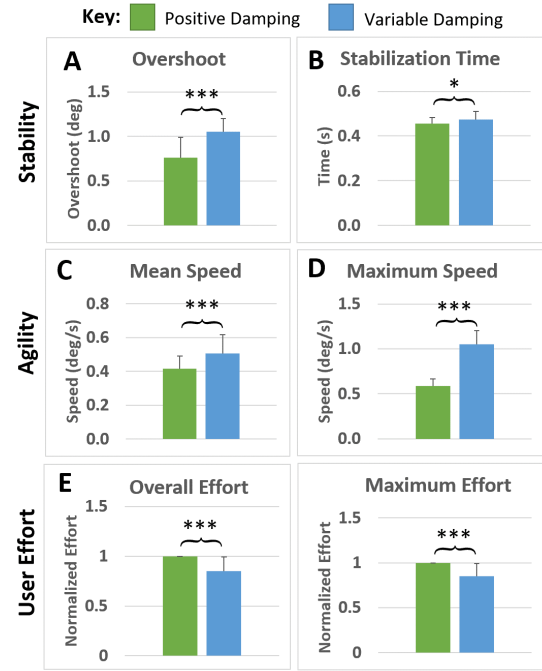 Key: Positive Damping Variable Damping
Stability
A Overshoot
Overshoot (deg)
1.5
1.0
0.5
0.0
***
B Stabilization Time
Time (s)
0.6
0.4
0.2
0.0
*
Agility
C Mean Speed
Speed (deg/s)
0.8
0.6
0.4
0.2
0.0
***
D Maximum Speed
Speed (deg/s)
1.5
1.0
0.5
0.0
***
User Effort
E Overall Effort
Normalized Effort
1.5
1
0.5
0
***
Maximum Effort
Normalized Effort
1.5
1
0.5
0
***